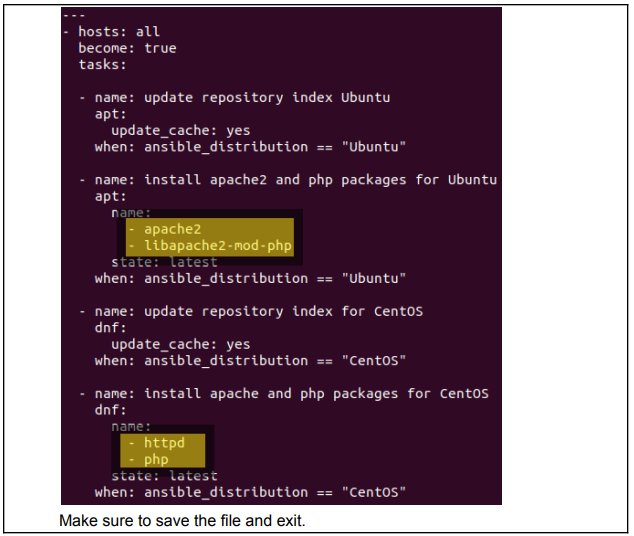 ---
- hosts: all
  become: true
  tasks:

  - name: update repository index Ubuntu
    apt:
      update_cache: yes
    when: ansible_distribution == "Ubuntu"

  - name: install apache2 and php packages for Ubuntu
    apt:
      name:
        - apache2
        - libapache2-mod-php
      state: latest
    when: ansible_distribution == "Ubuntu"

  - name: update repository index for CentOS
    dnf:
      update_cache: yes
    when: ansible_distribution == "CentOS"

  - name: install apache and php packages for CentOS
    dnf:
      name:
        - httpd
        - php
      state: latest
    when: ansible_distribution == "CentOS"
Make sure to save the file and exit.